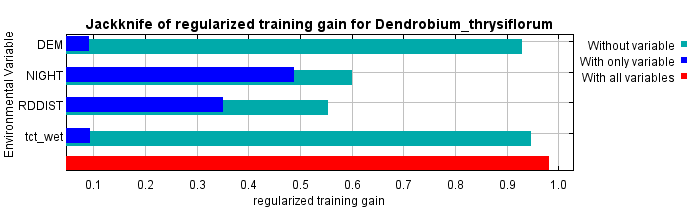 Jackknife of regularized training gain for Dendrobium_thrysiflorum
Environmental Variable
DEM
NIGHT
RDDIST
tct_wet
0.1 0.2 0.3 0.4 0.5 0.6 0.7 0.8 0.9 1.0
regularized training gain
Without variable
With only variable
With all variables